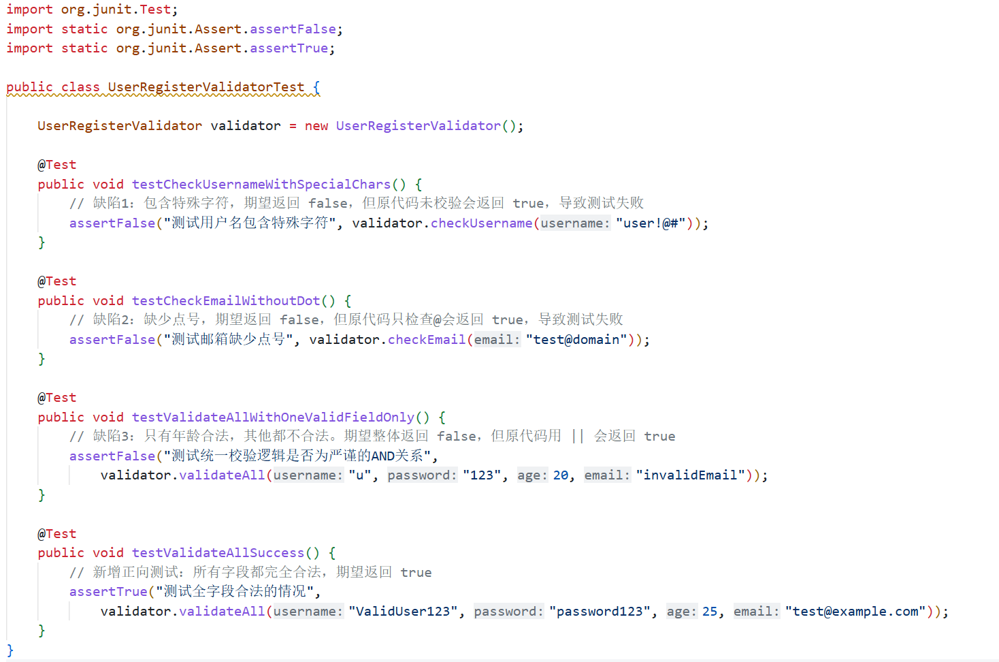 import org.junit.Test;
import static org.junit.Assert.assertFalse;
import static org.junit.Assert.assertTrue;
public class UserRegisterValidatorTest {
UserRegisterValidator validator = new UserRegisterValidator();
@Test
public void testCheckUsernameWithSpecialChars() {
// 缺陷1：包含特殊字符，期望返回 false，但原代码未校验会返回 true，导致测试失败
assertFalse("测试用户名包含特殊字符", validator.checkUsername(username: "user!@#"));
}
@Test
public void testCheckEmailWithoutDot() {
// 缺陷2：缺少点号，期望返回 false，但原代码只检查@会返回 true，导致测试失败
assertFalse("测试邮箱缺少点号", validator.checkEmail(email: "test@domain"));
}
@Test
public void testValidateAllWithOneValidFieldOnly() {
// 缺陷3：只有年龄合法，其他都不合法。期望整体返回 false，但原代码用 || 会返回 true
assertFalse("测试统一校验逻辑是否为严谨的AND关系",
validator.validateAll(username: "u", password: "123", age: 20, email: "invalidEmail"));
}
@Test
public void testValidateAllSuccess() {
// 新增正向测试：所有字段都完全合法，期望返回 true
assertTrue("测试全字段合法的情况",
validator.validateAll(username: "ValidUser123", password: "password123", age: 25, email: "test@example.com"));
}
}